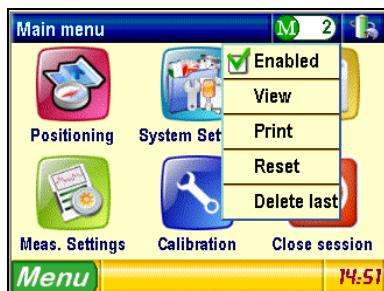 Main menu M 2
Enabled
View
Print
Reset
Delete last
Positioning System Set
Meas. Settings Calibration Close session
Menu 14:51